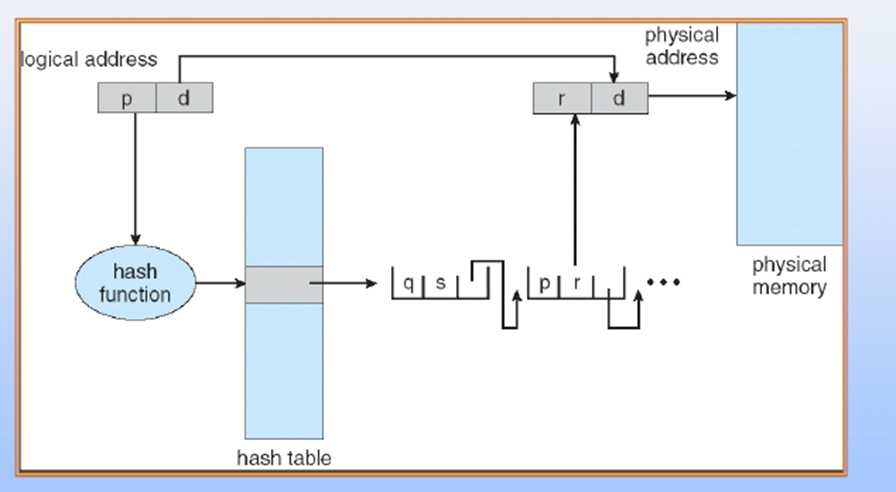 logical address
physical
address
p d
r d
hash
function
q s
p r
physical
memory
hash table